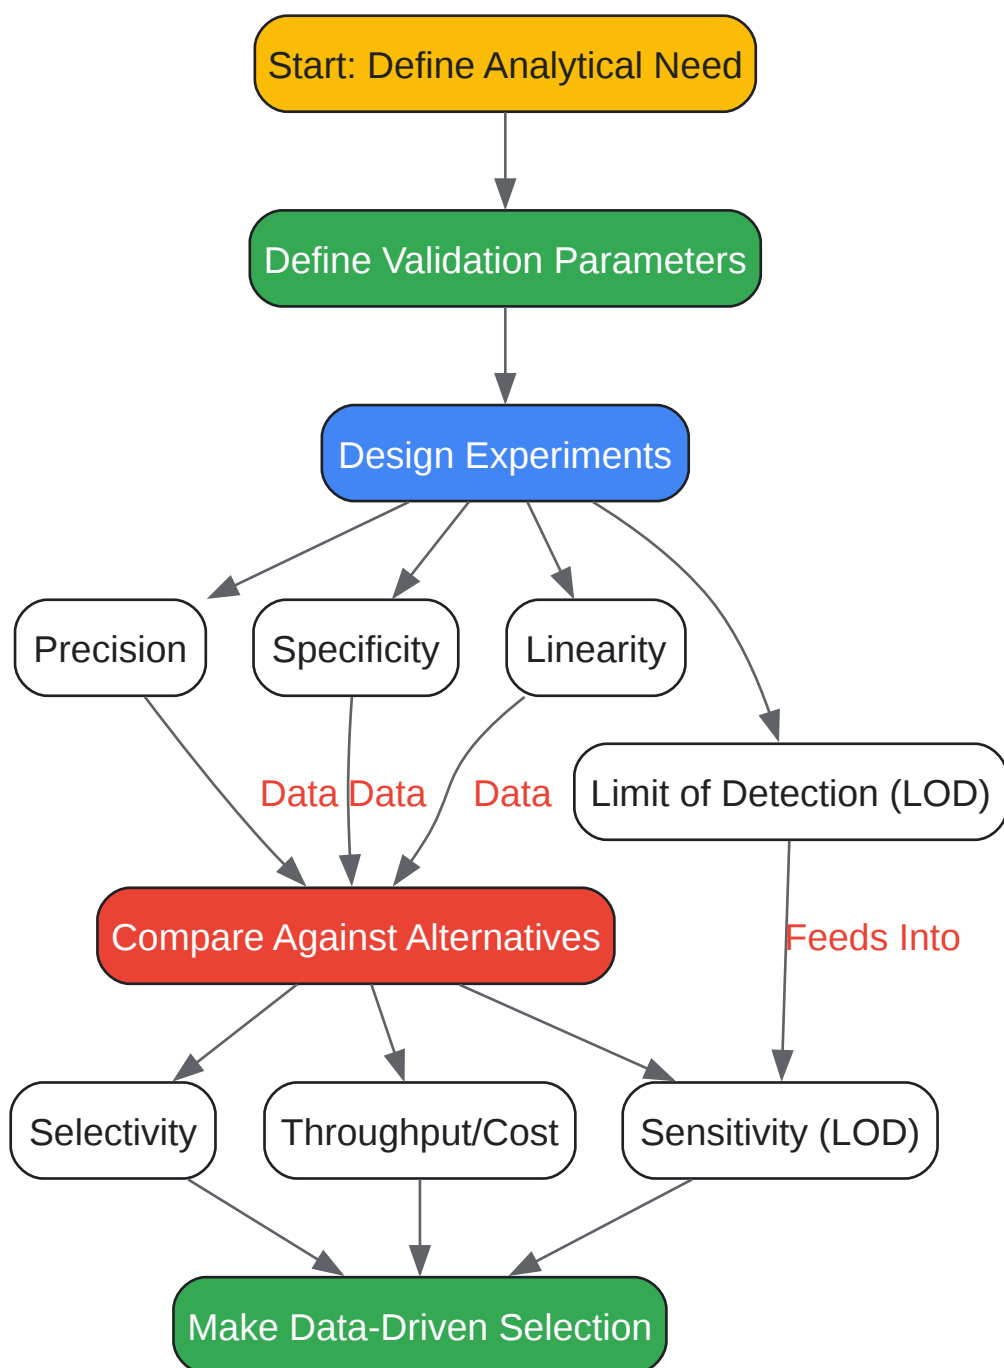 Start: Define Analytical Need
Define Validation Parameters
Design Experiments
Precision
Specificity
Linearity
Data
Data
Data
Limit of Detection (LOD)
Compare Against Alternatives
Feeds Into
Selectivity
Throughput/Cost
Sensitivity (LOD)
Make Data-Driven Selection